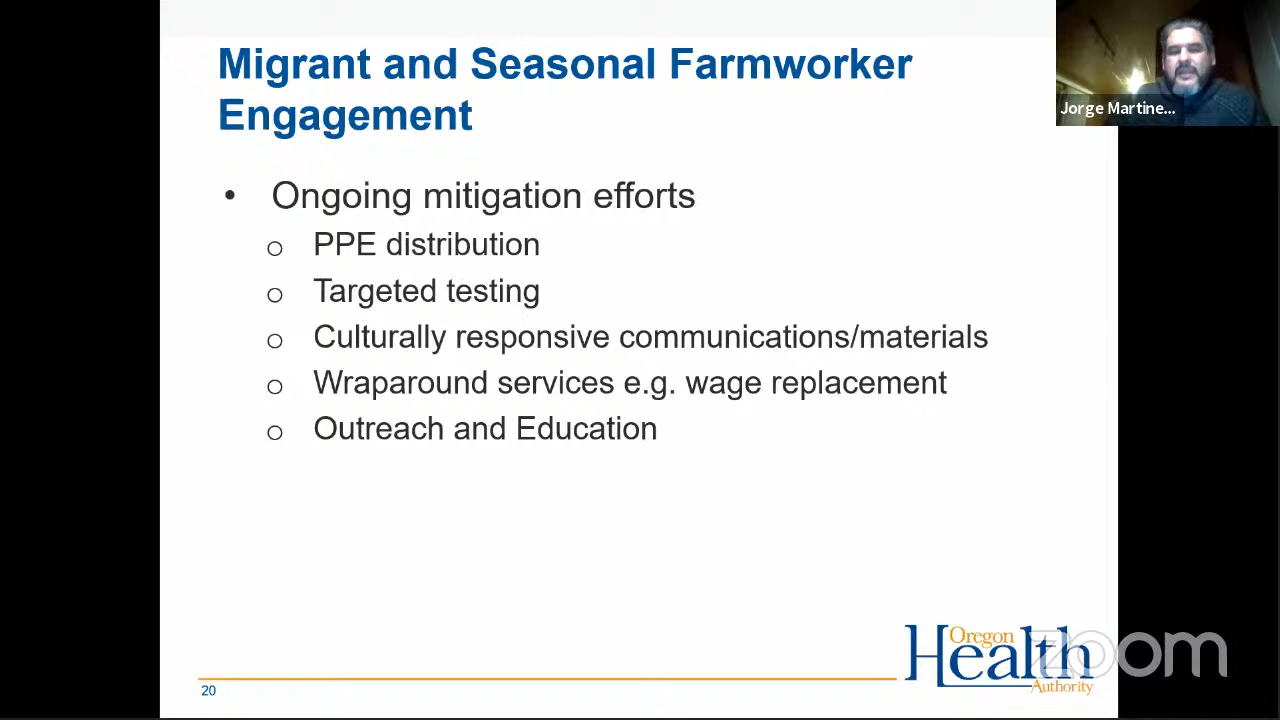 Migrant and Seasonal Farmworker
Engagement
Jorge Martine...
• Ongoing mitigation efforts
o PPE distribution
o Targeted testing
o Culturally responsive communications/materials
o Wraparound services e.g. wage replacement
o Outreach and Education
20
Oregon
Health
Authority
zoom